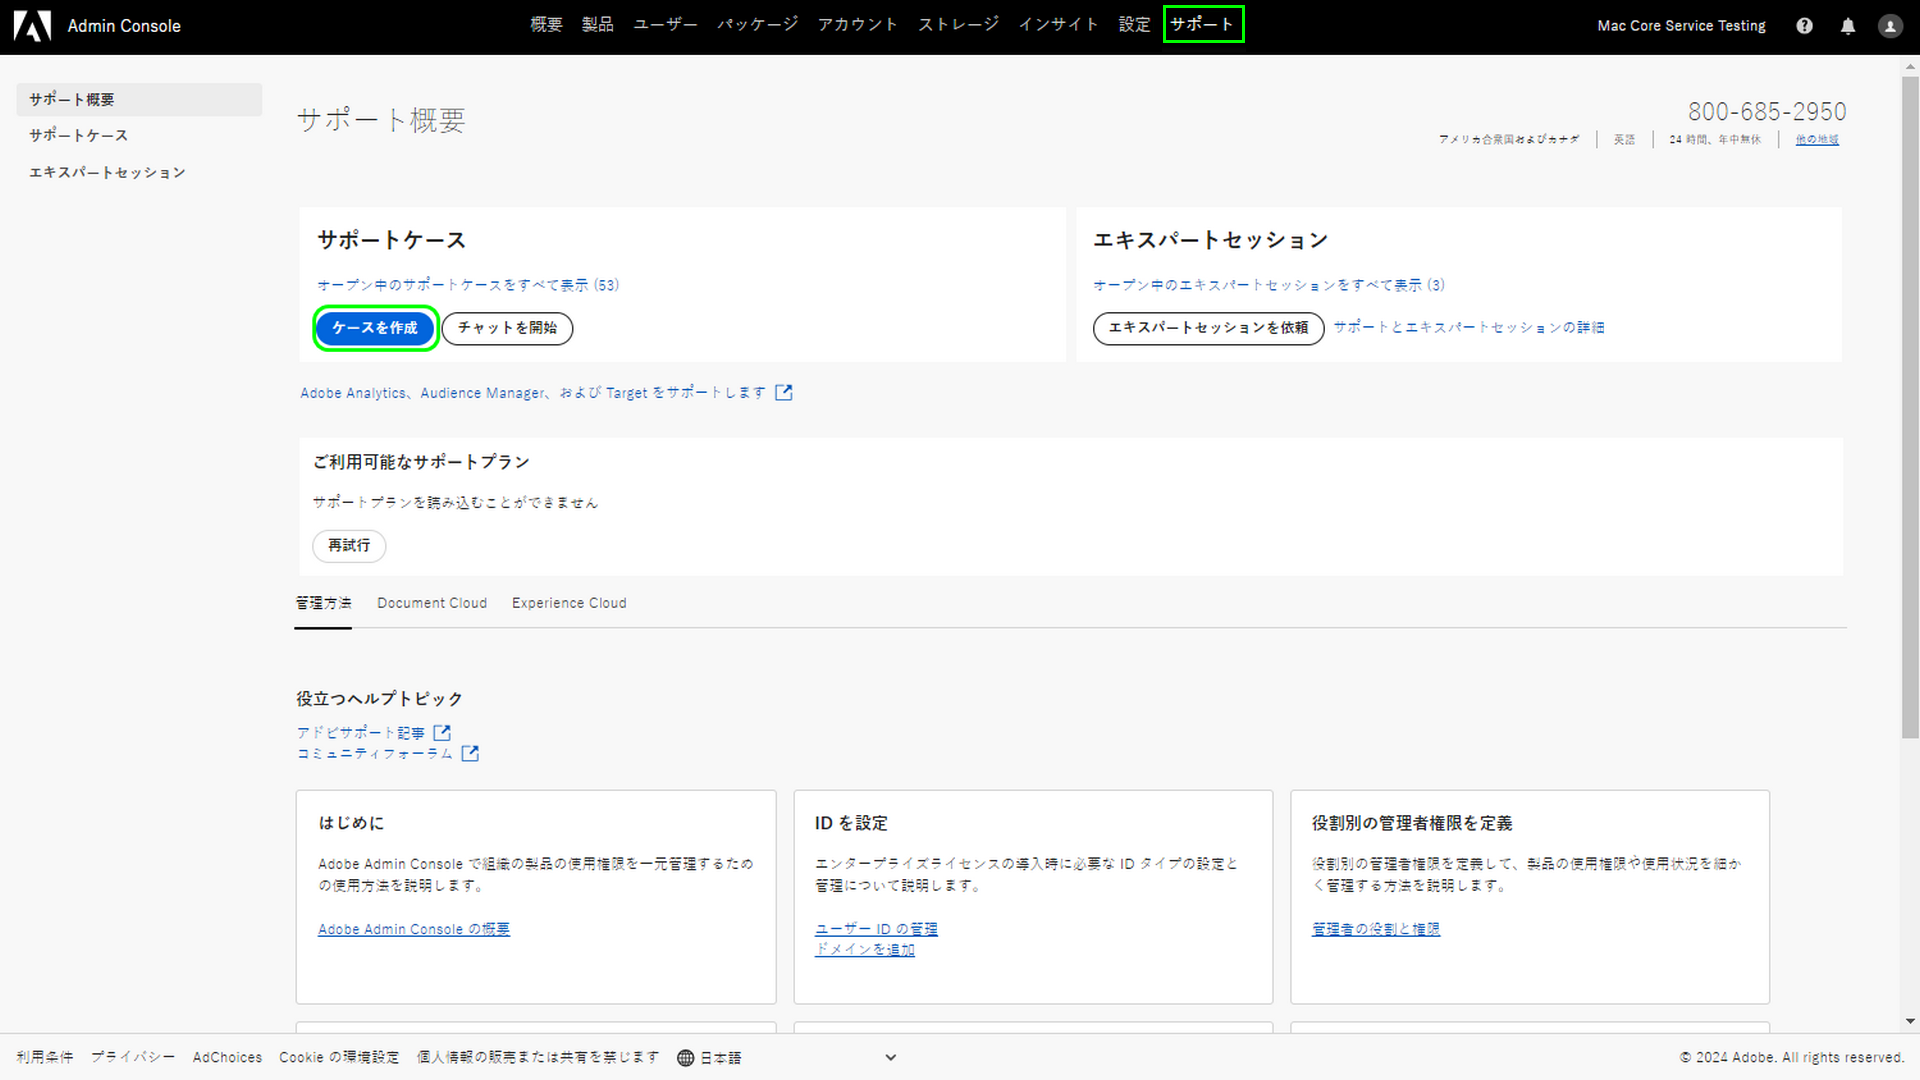 Admin Console
概要 製品 ユーザー パッケージ アカウント ストレージ インサイト 設定 サポート
Mac Core Service Testing
サポート概要
サポートケース
エキスパートセッション
サポート概要
800-685-2950
アメリカ合衆国およびカナダ 英語 24 時間、年中無休 他の地域
サポートケース
オープン中のサポートケースをすべて表示 (53)
ケースを作成 チャットを開始
エキスパートセッション
オープン中のエキスパートセッションをすべて表示 (3)
エキスパートセッションを依頼 サポートとエキスパートセッションの詳細
Adobe Analytics、Audience Manager、および Target をサポートします
ご利用可能なサポートプラン
サポートプランを読み込むことができません
再試行
管理方法 Document Cloud Experience Cloud
役立つヘルプトピック
アドビサポート記事
コミュニティフォーラム
はじめに
Adobe Admin Console で組織の製品の使用権限を一元管理するため
の使用方法を説明します。
Adobe Admin Console の概要
ID を設定
エンタープライズライセンスの導入時に必要な ID タイプの設定と
管理について説明します。
ユーザー ID の管理
ドメインを追加
役割別の管理者権限を定義
役割別の管理者権限を定義して、製品の使用権限や使用状況を細か
く管理する方法を説明します。
管理者の役割と権限
利用条件 プライバシー AdChoices Cookie の環境設定 個人情報の販売または共有を禁じます 日本語
© 2024 Adobe. All rights reserved.